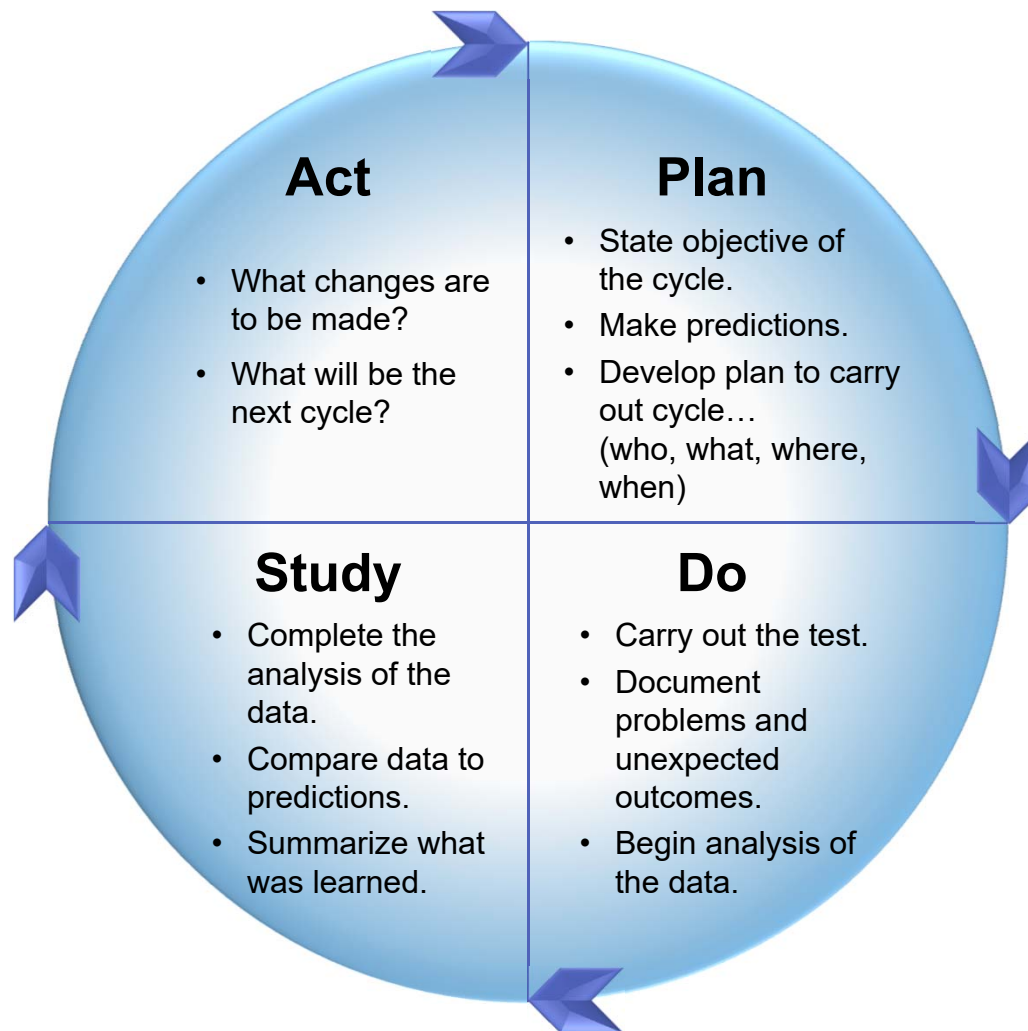 Act
• What changes are
to be made?
• What will be the
next cycle?
Plan
• State objective of
the cycle.
• Make predictions.
• Develop plan to carry
out cycle…
(who, what, where,
when)
Study
• Complete the
analysis of the
data.
• Compare data to
predictions.
• Summarize what
was learned.
Do
• Carry out the test.
• Document
problems and
unexpected
outcomes.
• Begin analysis of
the data.